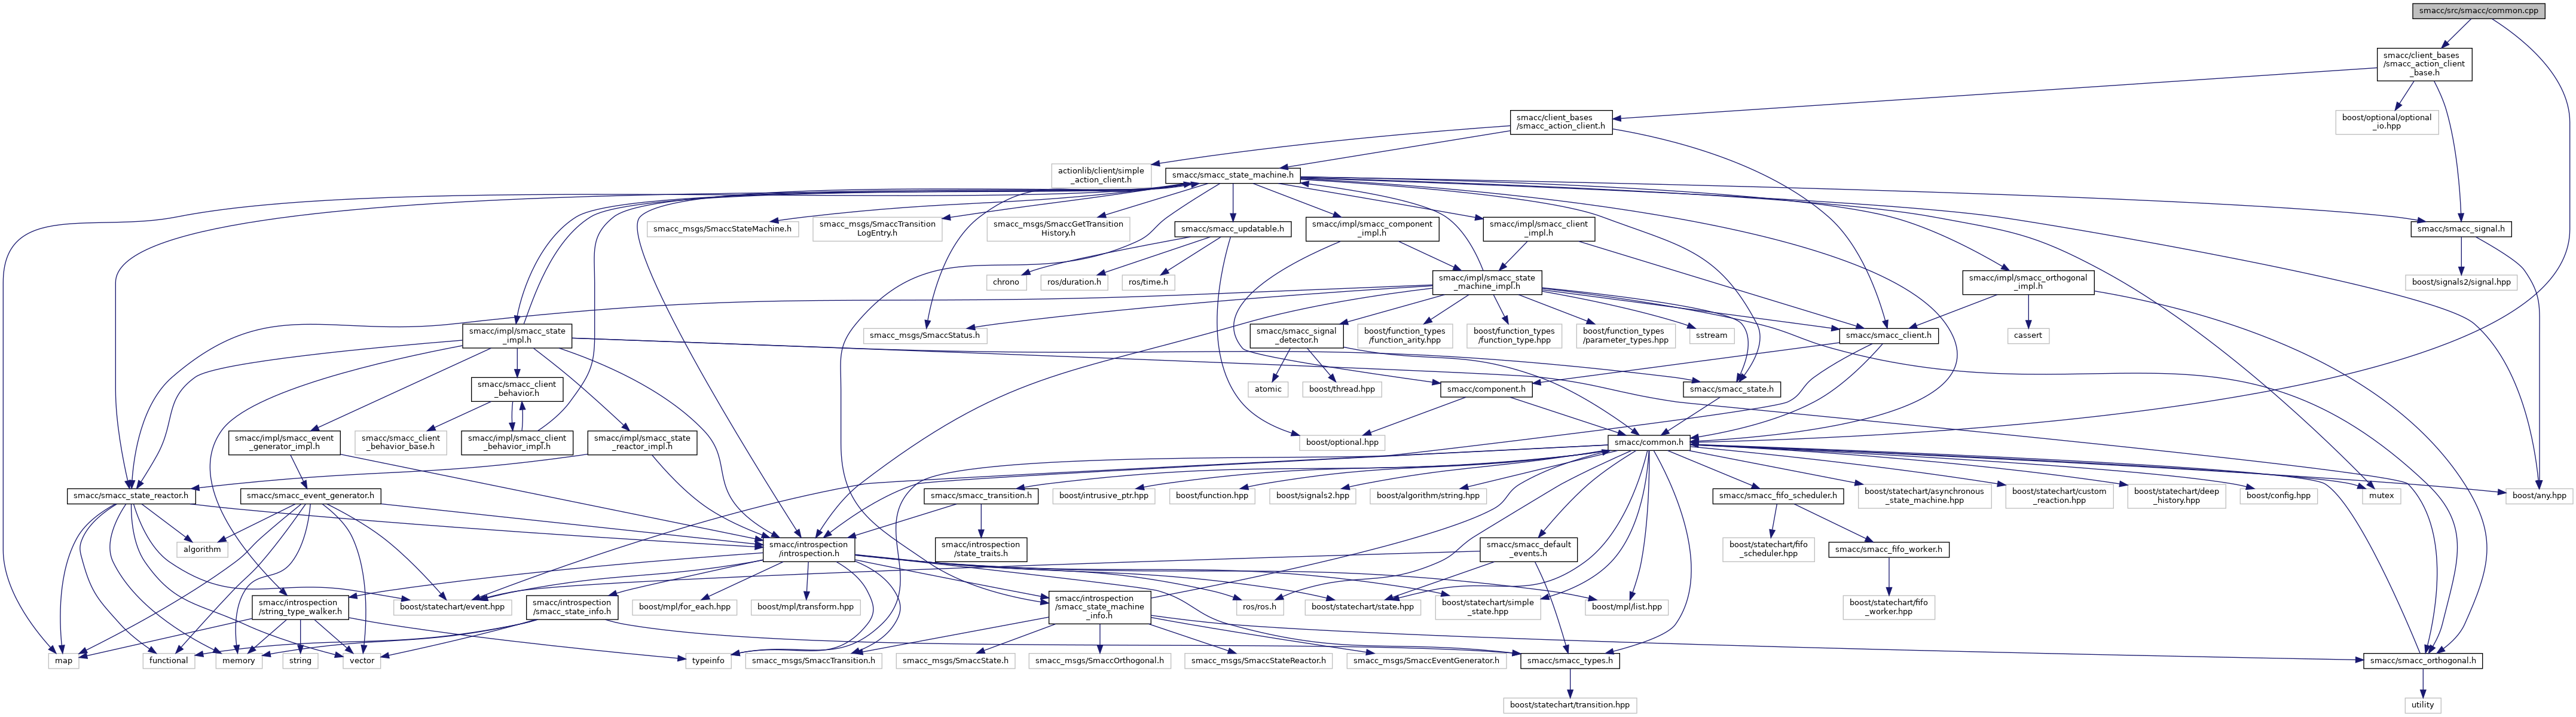 smacc/src/smacc/common.cpp
smacc/client_bases
/smacc_action_client
_base.h
smacc/client_bases
/smacc_action_client.h
boost/optional/optional
_io.hpp
actionlib/client/simple
_action_client.h
smacc/smacc_state_machine.h
smacc_msgs/SmaccStateMachine.h
smacc_msgs/SmaccTransition
LogEntry.h
smacc_msgs/SmaccGetTransition
History.h
smacc/smacc_updatable.h
smacc/impl/smacc_component
_impl.h
smacc/impl/smacc_client
_impl.h
smacc/smacc_signal.h
chrono
ros/duration.h
ros/time.h
smacc/impl/smacc_state
_machine_impl.h
smacc/impl/smacc_orthogonal
_impl.h
boost/signals2/signal.hpp
smacc/impl/smacc_state
_impl.h
smacc_msgs/SmaccStatus.h
smacc/smacc_signal
_detector.h
boost/function_types
/function_arity.hpp
boost/function_types
/function_type.hpp
boost/function_types
/parameter_types.hpp
sstream
smacc/smacc_client.h
cassert
smacc/smacc_client
_behavior.h
atomic
boost/thread.hpp
smacc/component.h
smacc/smacc_state.h
smacc/impl/smacc_event
_generator_impl.h
smacc/smacc_client
_behavior_base.h
smacc/impl/smacc_client
_behavior_impl.h
smacc/impl/smacc_state
_reactor_impl.h
boost/optional.hpp
smacc/common.h
smacc/smacc_state_reactor.h
smacc/smacc_event_generator.h
smacc/smacc_transition.h
boost/intrusive_ptr.hpp
boost/function.hpp
boost/signals2.hpp
boost/algorithm/string.hpp
smacc/smacc_fifo_scheduler.h
boost/statechart/asynchronous
_state_machine.hpp
boost/statechart/custom
_reaction.hpp
boost/statechart/deep
_history.hpp
boost/config.hpp
mutex
boost/any.hpp
algorithm
smacc/introspection
/introspection.h
smacc/introspection
/state_traits.h
smacc/smacc_default
_events.h
boost/statechart/fifo
_scheduler.hpp
smacc/smacc_fifo_worker.h
smacc/introspection
/string_type_walker.h
boost/statechart/event.hpp
smacc/introspection
/smacc_state_info.h
boost/mpl/for_each.hpp
boost/mpl/transform.hpp
smacc/introspection
/smacc_state_machine
_info.h
ros/ros.h
boost/statechart/state.hpp
boost/statechart/simple
_state.hpp
boost/mpl/list.hpp
boost/statechart/fifo
_worker.hpp
map
functional
memory
string
vector
typeinfo
smacc_msgs/SmaccTransition.h
smacc_msgs/SmaccState.h
smacc_msgs/SmaccOrthogonal.h
smacc_msgs/SmaccStateReactor.h
smacc_msgs/SmaccEventGenerator.h
smacc/smacc_types.h
smacc/smacc_orthogonal.h
boost/statechart/transition.hpp
utility